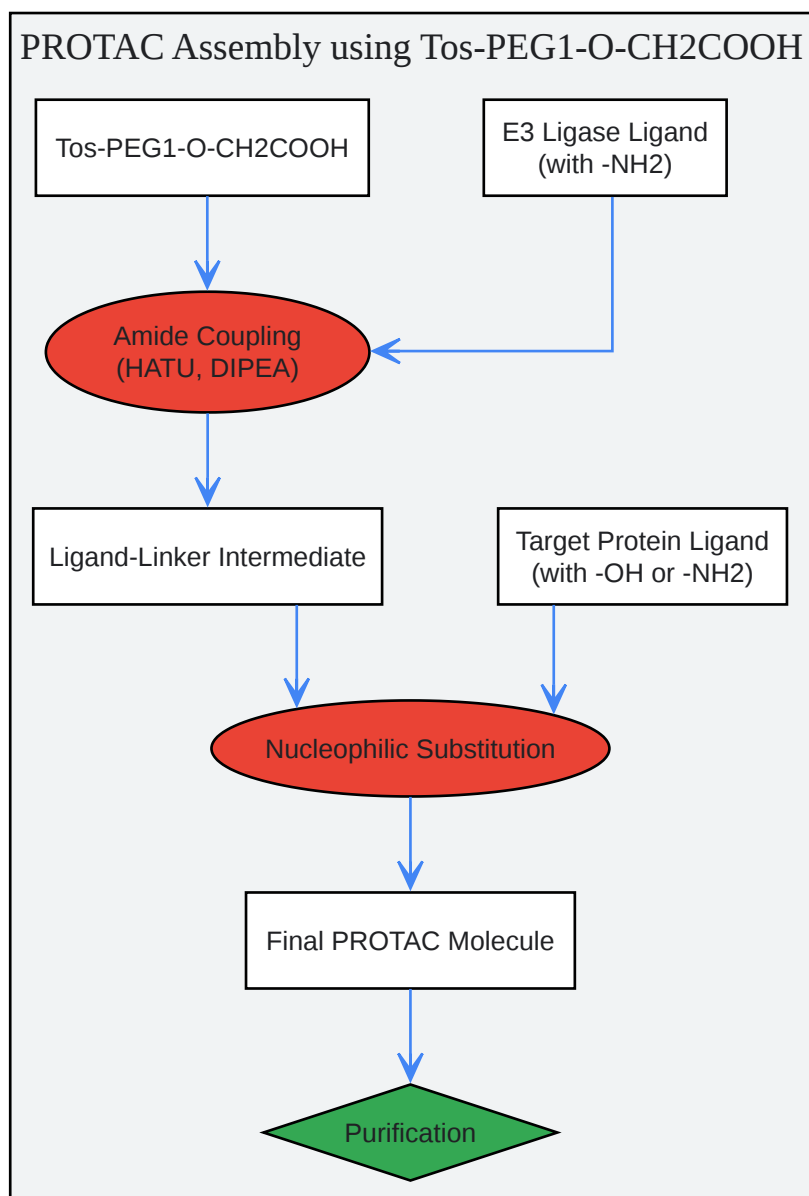 PROTAC Assembly using Tos-PEG1-O-CH2COOH
Tos-PEG1-O-CH2COOH
E3 Ligase Ligand
(with -NH2)
Amide Coupling
(HATU, DIPEA)
Ligand-Linker Intermediate
Target Protein Ligand
(with -OH or -NH2)
Nucleophilic Substitution
Final PROTAC Molecule
Purification